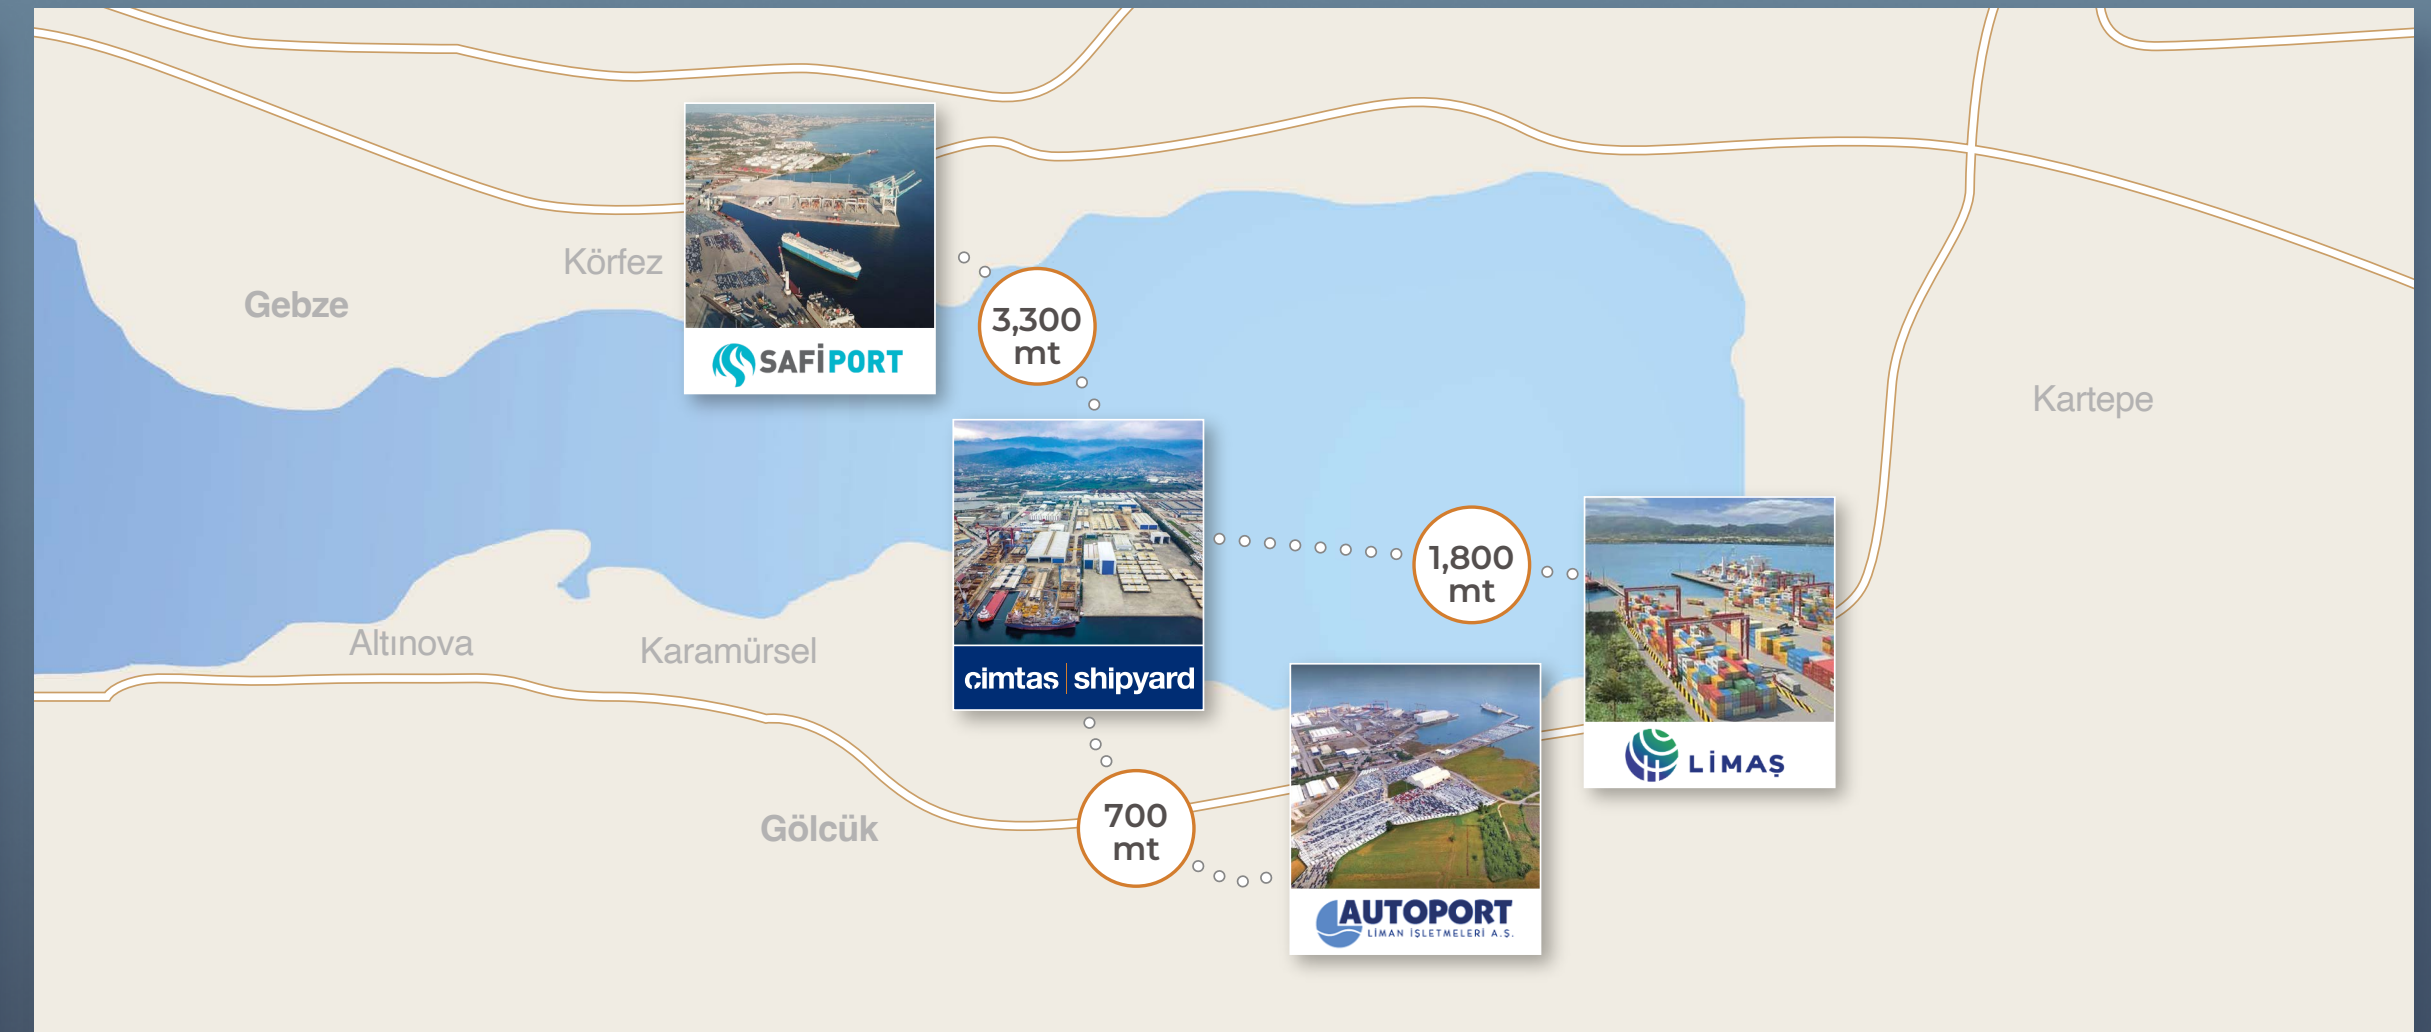 Körfez
Gebze
SAFİPORT
3,300
mt
Kartepe
cimtas | shipyard
1,800
mt
LİMAŞ
Altınova
Karamürsel
Gölcük
700
mt
AUTOPORT
LİMAN İŞLETMELERİ A.Ş.